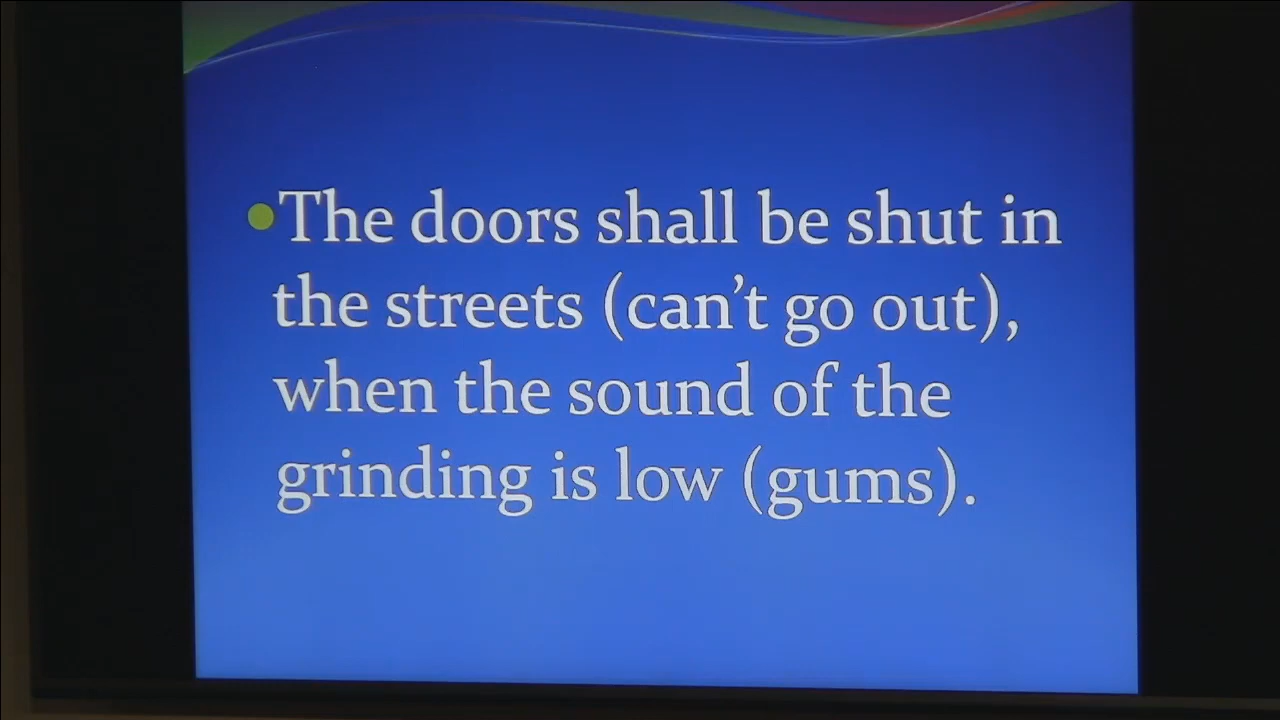 The doors shall be shut in
the streets (can't go out),
when the sound of the
grinding is low (gums).